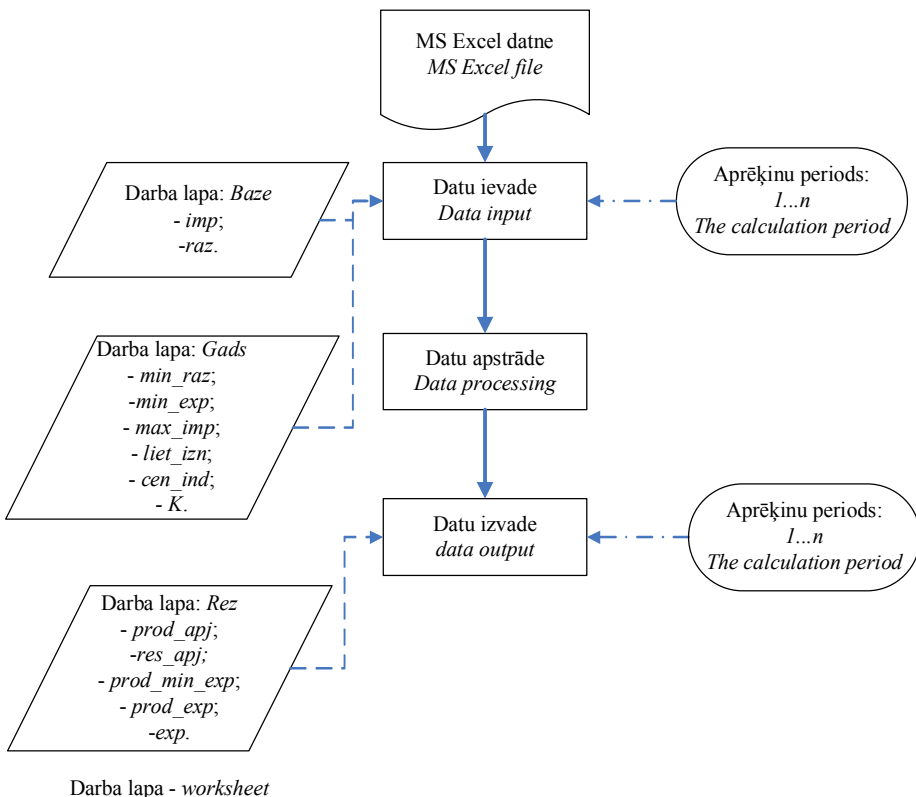 MS Excel datne
MS Excel file
Darba lapa: Baze
- imp;
-raz.
Datu ievade
Data input
Aprēķinu periods:
1...n
The calculation period
Darba lapa: Gads
- min_raz;
-min_exp;
- max_imp;
- liet_izn;
- cen_ind;
- K.
Datu apstrāde
Data processing
Datu izvade
data output
Aprēķinu periods:
1...n
The calculation period
Darba lapa: Rez
- prod_apj;
-res_apj;
- prod_min_exp;
- prod_exp;
-exp.
Darba lapa - worksheet